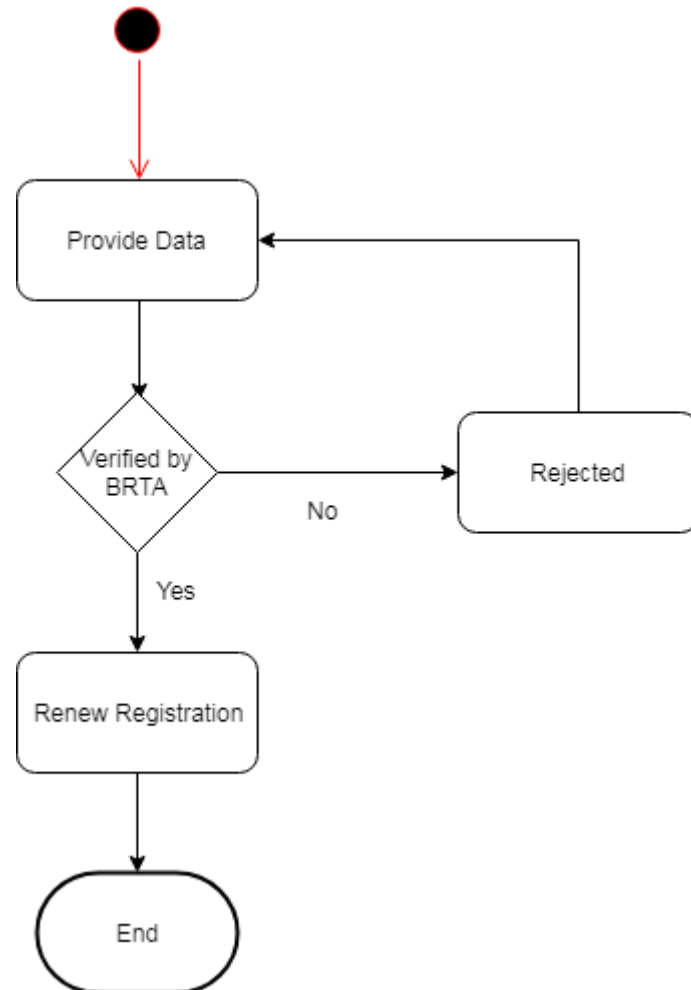 Provide Data
Verified by
BRTA
No
Rejected
Yes
Renew Registration
End